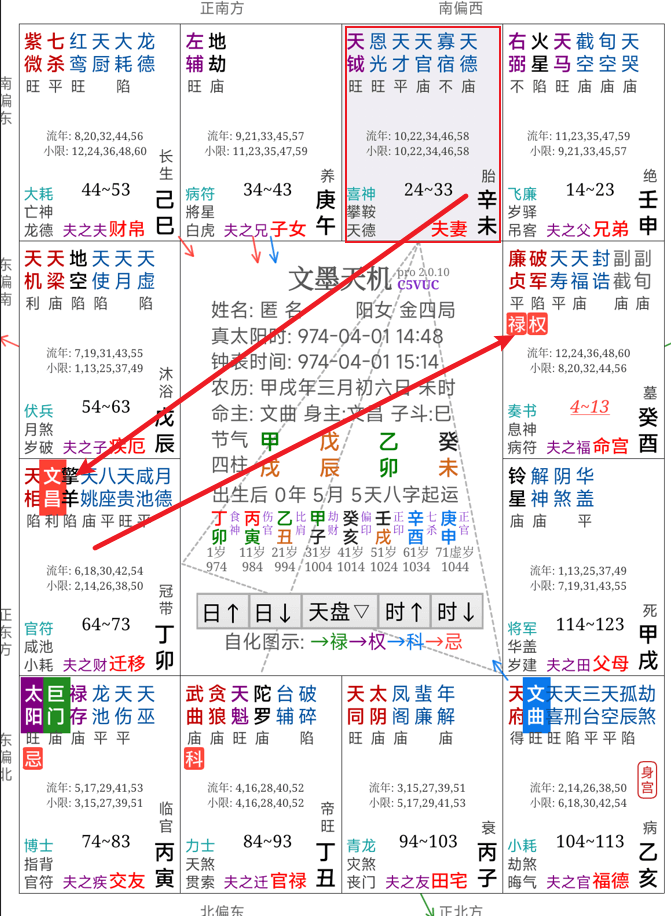 正南方
南偏西
南偏东
东偏南
正东方
东偏北
北偏东
正北方
紫微 七杀 红鸾 天厨 大耗 龙德
旺 平 旺 陷
流年: 8,20,32,44,56
小限: 12,24,36,48,60
长生
大耗
亡神
龙德
44~53
夫之夫 财帛
己巳
左辅 地劫
旺 庙
流年: 9,21,33,45,57
小限: 11,23,35,47,59
养
病符
将星
白虎
34~43
夫之兄 子女
庚午
天钺 恩光 天才 天官 寡宿 天德
旺 旺 平 庙 不 庙
流年: 10,22,34,46,58
小限: 10,22,34,46,58
胎
喜神
攀鞍
天德
24~33
夫妻
辛未
右弼 火星 天马 截空 旬空 天哭
不 陷 旺 庙 庙 庙
流年: 11,23,35,47,59
小限: 9,21,33,45,57
绝
飞廉
岁驿
吊客
14~23
夫之父 兄弟
壬申
天机 天梁 地空 天使 天月 天虚
利 庙 陷 陷 陷
流年: 7,19,31,43,55
小限: 1,13,25,37,49
沐浴
伏兵
月煞
岁破
54~63
夫之子 疾厄
戊辰
文墨天机 pro 2.0.10
C5VUC
姓名: 匿 名 阳女 金四局
真太阳时: 974-04-01 14:48
钟表时间: 974-04-01 15:14
农历: 甲戌年三月初六日 未时
命主: 文曲 身主:文昌 子斗:巳
节气 甲 戊 乙 癸
四柱 戌 辰 卯 未
出生后 0年 5月 5天八字起运
丁卯 食神 丙寅 伤官 乙丑 比肩 甲子 劫财 癸亥 偏印 壬戌 正印 辛酉 七杀 庚申 正官
1岁 11岁 21岁 31岁 41岁 51岁 61岁 71虚岁
974 984 994 1004 1014 1024 1034 1044
日↑ 日↓ 天盘▽ 时↑ 时↓
自化图示: →禄→权→科→忌
廉贞 破军 天寿 天福 封诰 副截 副旬
平 陷 平 庙 庙 庙
禄 权
流年: 12,24,36,48,60
小限: 8,20,32,44,56
墓
奏书
息神
病符
4~13
夫之福 命宫
癸酉
天相 文昌 擎羊 天姚 八座 天贵 咸池 月德
陷 利 陷 庙 平 旺 平
流年: 6,18,30,42,54
小限: 2,14,26,38,50
冠带
官符
咸池
小耗
64~73
夫之财 迁移
丁卯
铃星 解神 阴煞 华盖
庙 庙 平
流年: 1,13,25,37,49
小限: 7,19,31,43,55
死
将军
华盖
岁建
114~123
夫之田 父母
甲戌
太阳 巨门 禄存 龙池 天伤 天巫
旺 庙 庙 平 平
忌
流年: 5,17,29,41,53
小限: 3,15,27,39,51
临官
博士
指背
官符
74~83
夫之疾 交友
丙寅
武曲 贪狼 天魁 陀罗 台辅 破碎
庙 庙 旺 庙 陷
科
流年: 4,16,28,40,52
小限: 4,16,28,40,52
帝旺
力士
天煞
贯索
84~93
夫之迁 官禄
丁丑
天同 太阴 凤阁 蜚廉 年解
旺 庙 庙 庙
流年: 3,15,27,39,51
小限: 5,17,29,41,53
衰
青龙
灾煞
丧门
94~103
夫之友 田宅
丙子
天府 文曲 天喜 天刑 三台 天空 孤辰 劫煞
得 旺 旺 陷 平 平 陷
流年: 2,14,26,38,50
小限: 6,18,30,42,54
身宫
病
小耗
劫煞
晦气
104~113
夫之官 福德
乙亥